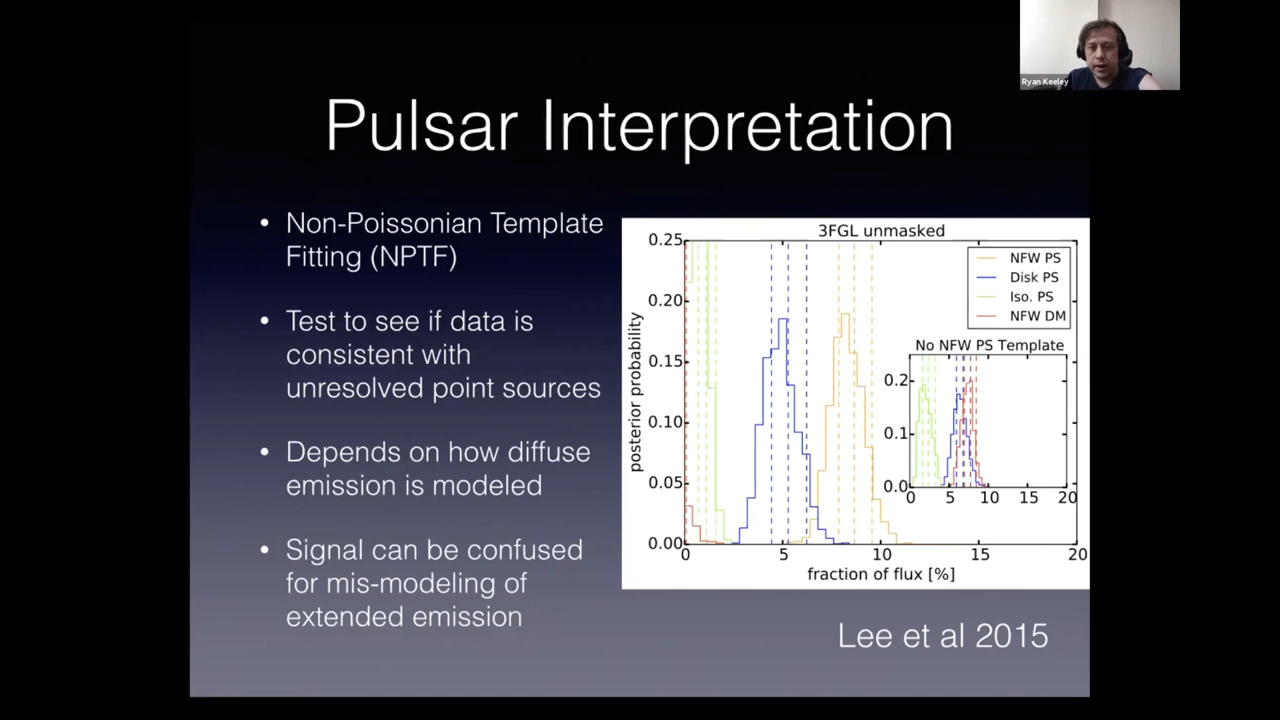 Ryan Keeley
Pulsar Interpretation
• Non-Poissonian Template
Fitting (NPTF)
• Test to see if data is
consistent with
unresolved point sources
• Depends on how diffuse
emission is modeled
• Signal can be confused
for mis-modeling of
extended emission
3FGL unmasked
0.25
0.20
0.15
0.10
0.05
0.00
posterior probability
0 5 10 15 20
fraction of flux [%]
NFW PS
Disk PS
Iso. PS
NFW DM
No NFW PS Template
0.2
0.1
0.0
0 5 10 15 20
Lee et al 2015